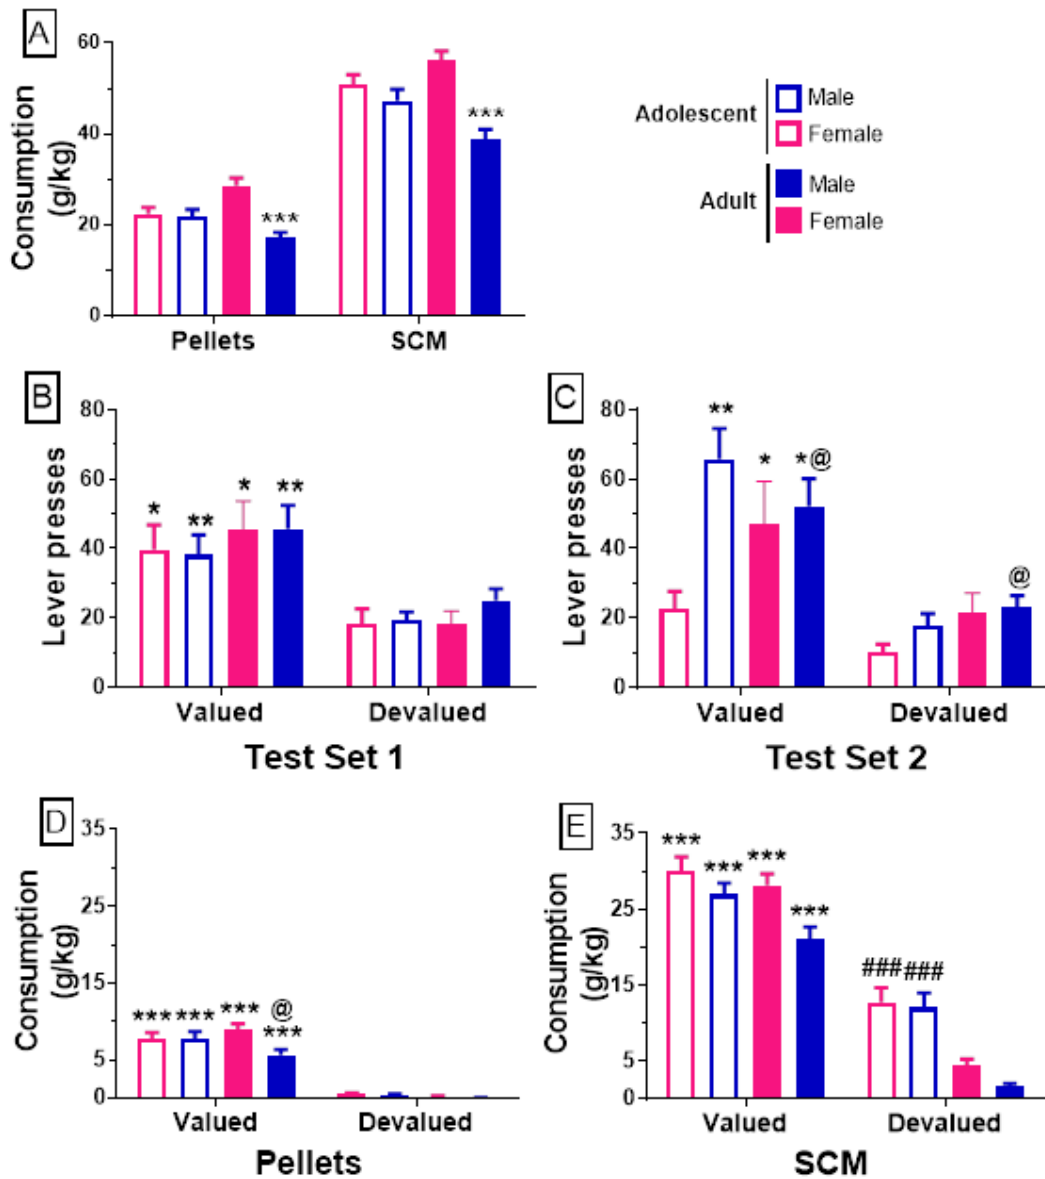 A
Consumption
(g/kg)
60
40
20
0
***
***
Pellets
SCM
Adolescent
Male
Female
Adult
Male
Female
B
Lever presses
80
60
40
20
0
*
**
*
**
Valued
Devalued
Test Set 1
C
Lever presses
80
60
40
20
0
**
*
*@
@
Valued
Devalued
Test Set 2
D
Consumption
(g/kg)
35
25
15
5
0
***
***
***
@
***
Valued
Devalued
Pellets
E
Consumption
(g/kg)
35
25
15
5
0
***
***
***
***
###
###
Valued
Devalued
SCM